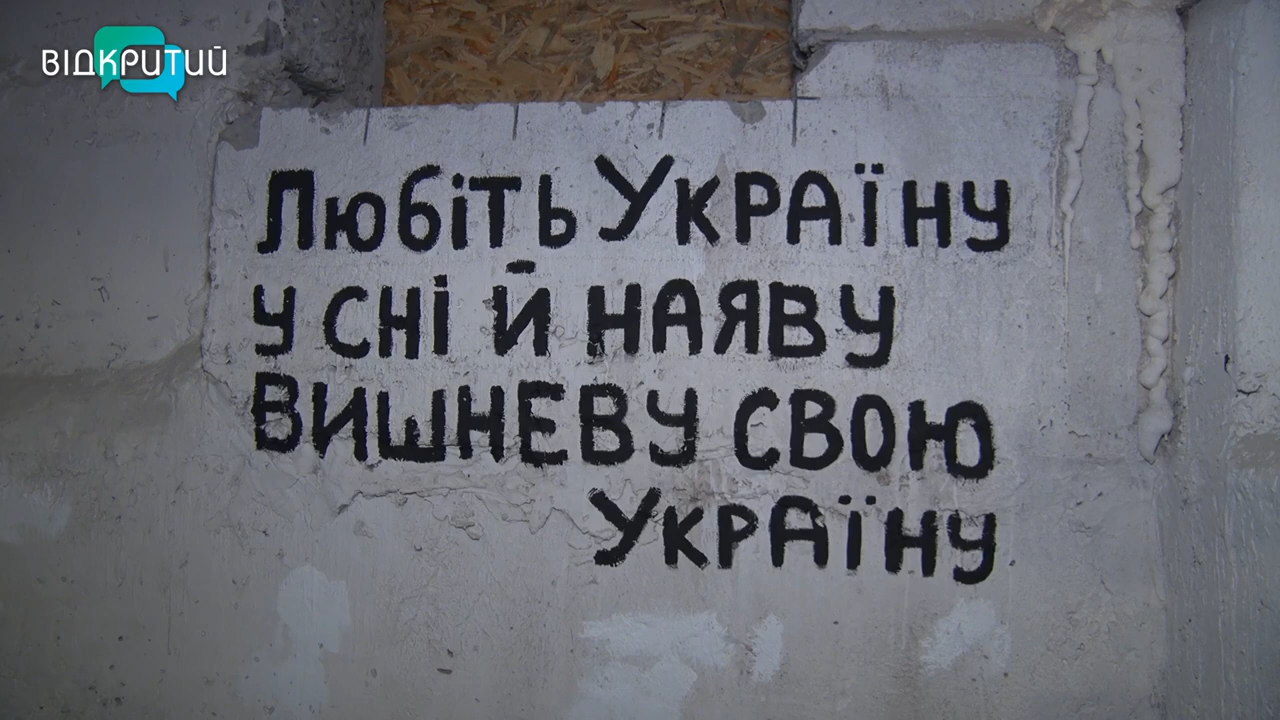 ВІДКРИТИЙ
Любіть Україну
у сні й наяву
вишневу свою
Україну